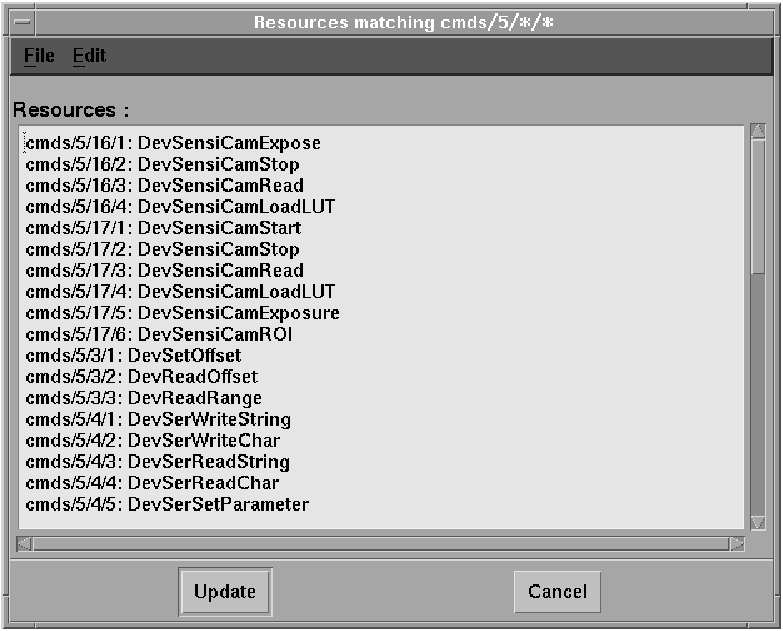 Resources matching cmds/5/*/*
File Edit
Resources :
cmds/5/16/1: DevSensiCamExpose
cmds/5/16/2: DevSensiCamStop
cmds/5/16/3: DevSensiCamRead
cmds/5/16/4: DevSensiCamLoadLUT
cmds/5/17/1: DevSensiCamStart
cmds/5/17/2: DevSensiCamStop
cmds/5/17/3: DevSensiCamRead
cmds/5/17/4: DevSensiCamLoadLUT
cmds/5/17/5: DevSensiCamExposure
cmds/5/17/6: DevSensiCamROI
cmds/5/3/1: DevSetOffset
cmds/5/3/2: DevReadOffset
cmds/5/3/3: DevReadRange
cmds/5/4/1: DevSerWriteString
cmds/5/4/2: DevSerWriteChar
cmds/5/4/3: DevSerReadString
cmds/5/4/4: DevSerReadChar
cmds/5/4/5: DevSerSetParameter
Update Cancel